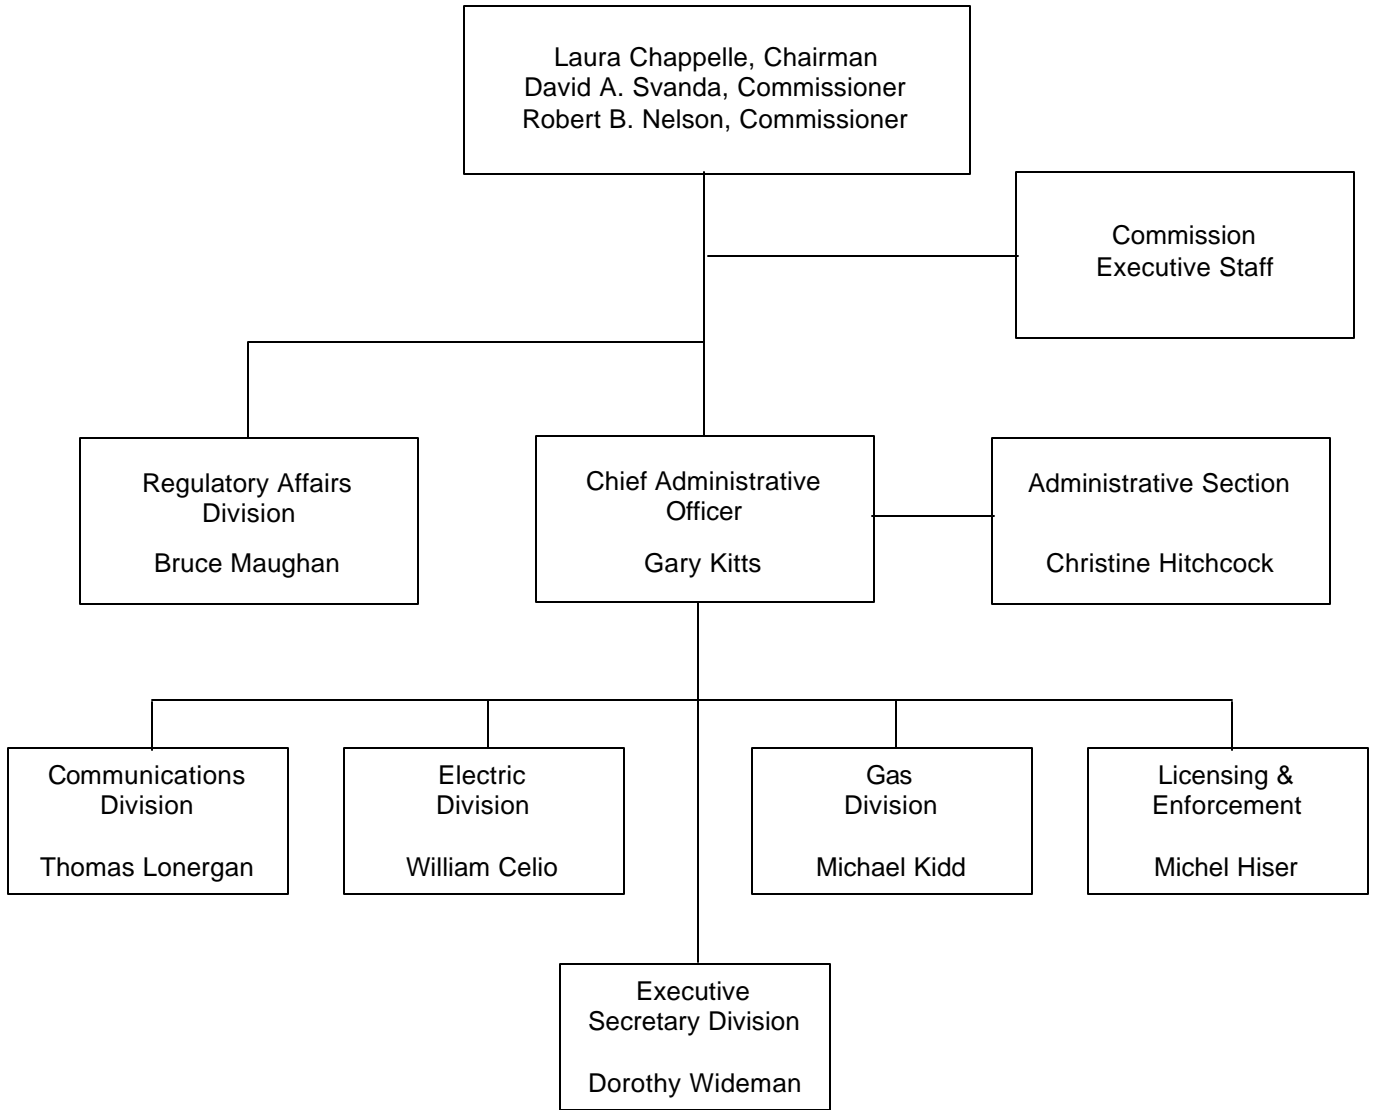 Laura Chappelle, Chairman
David A. Svanda, Commissioner
Robert B. Nelson, Commissioner
Commission
Executive Staff
Regulatory Affairs
Division
Bruce Maughan
Chief Administrative
Officer
Gary Kitts
Administrative Section
Christine Hitchcock
Communications
Division
Thomas Lonergan
Electric
Division
William Celio
Gas
Division
Michael Kidd
Licensing &
Enforcement
Michel Hiser
Executive
Secretary Division
Dorothy Wideman